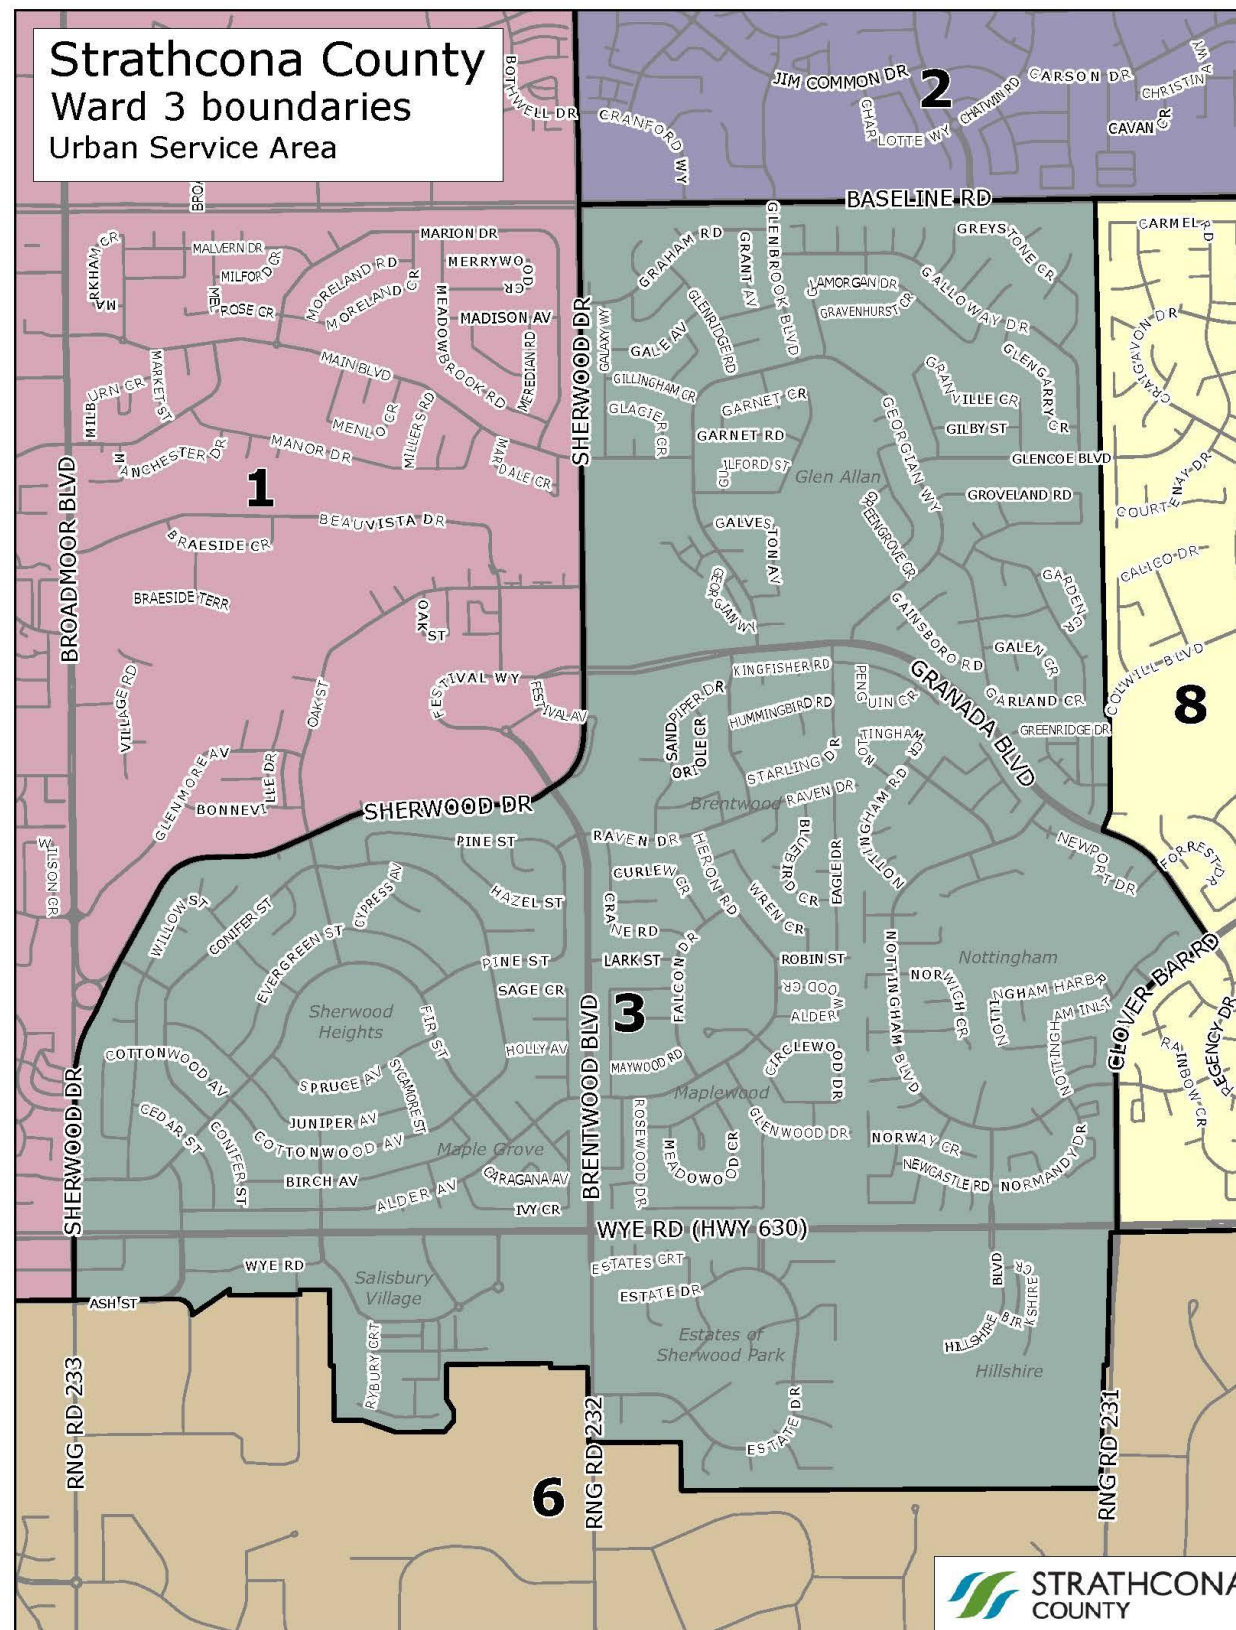 Strathcona County
Ward 3 boundaries
Urban Service Area
BOTHWELL DR
CRANFORD WY
JIM COMMON DR
2
CARSON DR
CHRISTINA WY
CHARLOTTE WY
CHATWIN RD
CAVAN CR
BRO
BASELINE RD
MARKHAM CR
MALVERN DR
MILFORD CR
MELROSE CR
MORELAND RD
MORELAND CR
MARION DR
MERRYWOOD CR
MADISON AV
MEADOWBROOK RD
MEREDIAN RD
MAIN BLVD
MARKET ST
MILBURN CR
MENLO CR
MILLERS RD
MANCHESTER DR
MANOR DR
MARDALE CR
BROADMOOR BLVD
1
BEAUVISTA DR
BRAESIDE CR
BRAESIDE TERR
OAK ST
VILLAGE RD
OAK ST
FESTIVAL WY
FESTIVAL AV
GLENMORE AV
BONNEVILLE DR
WILSON CR
SHERWOOD DR
SHERWOOD DR
GRAHAM RD
GRANT AV
GLENBROOK BLVD
GREYSTONE CR
GLAMORGAN DR
GRAVENHURST CR
GALLOWAY DR
GALAXY WY
GALE AV
GLENRIDGE RD
GILLINGHAM CR
GLACIER CR
GARNET CR
GARNET RD
GUILFORD ST
GLENGARRY CR
GRANVILLE CR
GILBY ST
GEORGIAN WY
GLENCOE BLVD
Glen Allan
GROVELAND RD
GREENGROVE CR
GALVESTON AV
GEORGIAN WY
GARDEN CR
GAINSBORO RD
GALEN CR
GARLAND CR
GREENRIDGE DR
GRANADA BLVD
CARMEL RD
CRAIGAVON DR
COURTENAY DR
CALICO DR
COLWILL BLVD
8
FORREST DR
CLOVER BAR RD
RAINBOW CR
REGENCY DR
KINGFISHER RD
PENGUIN CR
SANDPIPER DR
ORIOLE CR
HUMMINGBIRD RD
STARLING DR
TOTTINGHAM CR
Brentwood
RAVEN DR
NOTTINGHAM RD
NEWPORT DR
RAVEN DR
BLUEBIRD CR
EAGLE DR
HERON RD
CURLEW CR
CRANE RD
WREN CR
LARK ST
FALCON DR
ROBIN ST
Nottingham
NOTTINGHAM BLVD
NORWICH CR
NOTTINGHAM HARBR
NOTTINGHAM INLT
3
ALDERWOOD CR
MAYWOOD RD
CIRCLEWOOD DR
Maplewood
ROSEWOOD DR
MEADOWOOD CR
GLENWOOD DR
NORWAY CR
NEWCASTLE RD
NORMANDY DR
BRENTWOOD BLVD
PINE ST
HAZEL ST
CYPRESS AV
WILLOW ST
CONIFER ST
EVERGREEN ST
PINE ST
SAGE CR
Sherwood
Heights
FIR ST
HOLLY AV
COTTONWOOD AV
SPRUCE AV
SYCAMORE ST
JUNIPER AV
CEDAR ST
CONIFER ST
COTTONWOOD AV
Maple Grove
BIRCH AV
ALDER AV
CARAGANA AV
IVY CR
SHERWOOD DR
WYE RD (HWY 630)
WYE RD
ASH ST
Salisbury
Village
RYBURY CRT
ESTATES CRT
ESTATE DR
Estates of
Sherwood Park
ESTATE DR
HILLSHIRE BLVD
BIRKSHIRE CR
Hillshire
RNG RD 233
RNG RD 232
RNG RD 231
6
STRATHCONA
COUNTY